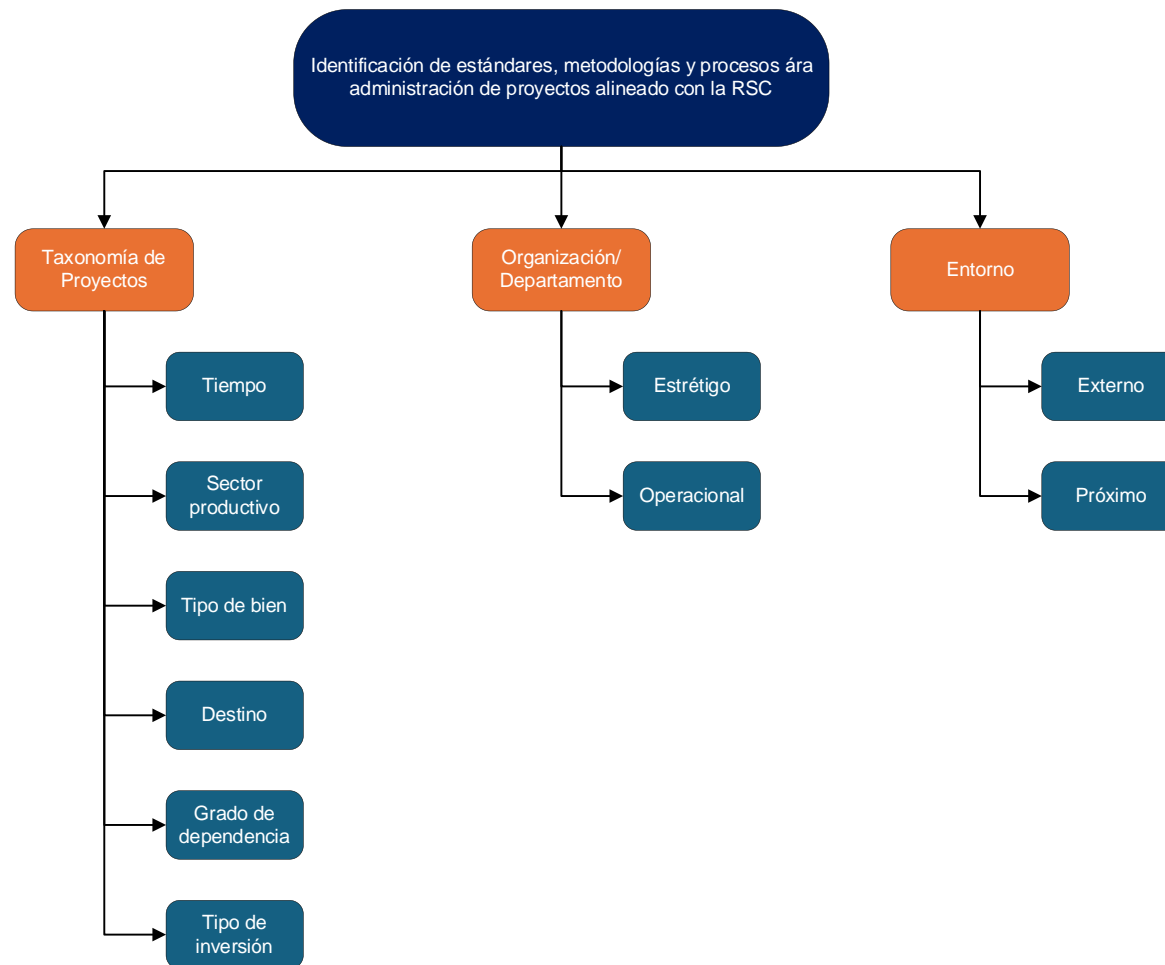 Identificación de estándares, metodologías y procesos ára
administración de proyectos alineado con la RSC
Taxonomía de
Proyectos
Organización/
Departamento
Entorno
Tiempo
Estrétigo
Externo
Sector
productivo
Operacional
Próximo
Tipo de bien
Destino
Grado de
dependencia
Tipo de
inversión